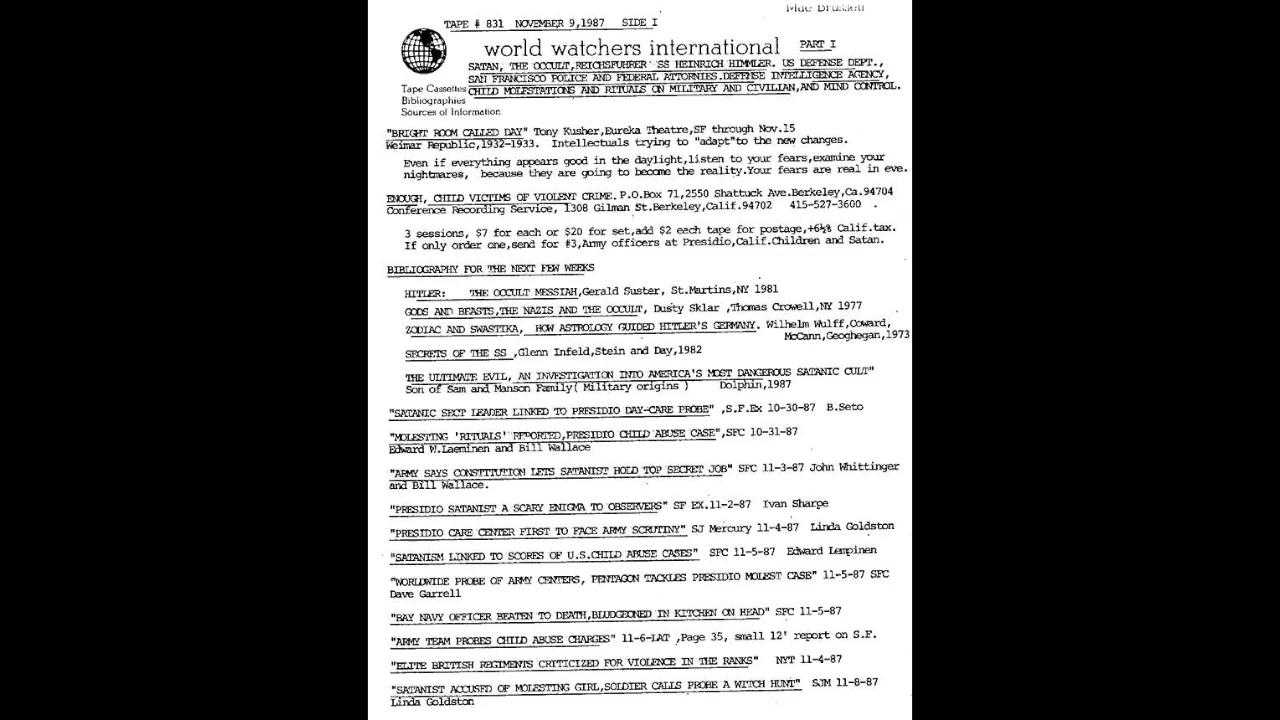 Mae Brussell
TAPE # 831 NOVEMBER 9,1987 SIDE I
world watchers international PART I
SATAN, THE OCCULT,REICHSFUHRER SS HEINRICH HIMMLER. US DEFENSE DEPT.,
SAN FRANCISCO POLICE AND FEDERAL ATTORNIES.DEFENSE INTELLIGENCE AGENCY,
Tape Cassettes CHILD MOLESTATIONS AND RITUALS ON MILITARY AND CIVILIAN,AND MIND CONTROL.
Bibliographies
Sources of Information
"BRIGHT ROOM CALLED DAY" Tony Kusher,Eureka Theatre,SF through Nov.15
Weimar Republic,1932-1933. Intellectuals trying to "adapt"to the new changes.
Even if everything appears good in the daylight,listen to your fears,examine your
nightmares, because they are going to become the reality.Your fears are real in eve.
ENOUGH, CHILD VICTIMS OF VIOLENT CRIME. P.O.Box 71,2550 Shattuck Ave.Berkeley,Ca.94704
Conference Recording Service, 1308 Gilman St.Berkeley,Calif.94702 415-527-3600 .
3 sessions, $7 for each or $20 for set,add $2 each tape for postage,+6½% Calif.tax.
If only order one,send for #3,Army officers at Presidio,Calif.Children and Satan.
BIBLIOGRAPHY FOR THE NEXT FEW WEEKS
HITLER: THE OCCULT MESSIAH,Gerald Suster, St.Martins,NY 1981
GODS AND BEASTS,THE NAZIS AND THE OCCULT, Dusty Sklar ,Thomas Crowell,NY 1977
ZODIAC AND SWASTIKA, HOW ASTROLOGY GUIDED HITLER'S GERMANY. Wilhelm Wulff,Coward,
McCann,Geoghegan,1973
SECRETS OF THE SS ,Glenn Infeld,Stein and Day,1982
THE ULTIMATE EVIL, AN INVESTIGATION INTO AMERICA'S MOST DANGEROUS SATANIC CULT"
Son of Sam and Manson Family( Military origins ) Dolphin,1987
"SATANIC SECT LEADER LINKED TO PRESIDIO DAY-CARE PROBE" ,S.F.Ex 10-30-87 B.Seto
"MOLESTING 'RITUALS' REPORTED,PRESIDIO CHILD ABUSE CASE",SFC 10-31-87
Edward W.Laeminen and Bill Wallace
"ARMY SAYS CONSTITUTION LETS SATANIST HOLD TOP SECRET JOB" SFC 11-3-87 John Whittinger
and Bill Wallace.
"PRESIDIO SATANIST A SCARY ENIGMA TO OBSERVERS" SF EX.11-2-87 Ivan Sharpe
"PRESIDIO CARE CENTER FIRST TO FACE ARMY SCRUTINY" SJ Mercury 11-4-87 Linda Goldston
"SATANISM LINKED TO SCORES OF U.S.CHILD ABUSE CASES" SFC 11-5-87 Edward Lempinen
"WORLDWIDE PROBE OF ARMY CENTERS, PENTAGON TACKLES PRESIDIO MOLEST CASE" 11-5-87 SFC
Dave Garrell
"BAY NAVY OFFICER BEATEN TO DEATH,BLUDGEONED IN KITCHEN ON HEAD" SFC 11-5-87
"ARMY TEAM PROBES CHILD ABUSE CHARGES" 11-6-LAT ,Page 35, small 12' report on S.F.
"ELITE BRITISH REGIMENTS CRITICIZED FOR VIOLENCE IN THE RANKS" NYT 11-4-87
"SATANIST ACCUSED OF MOLESTING GIRL,SOLDIER CALLS PROBE A WITCH HUNT" SJM 11-8-87
Linda Goldston